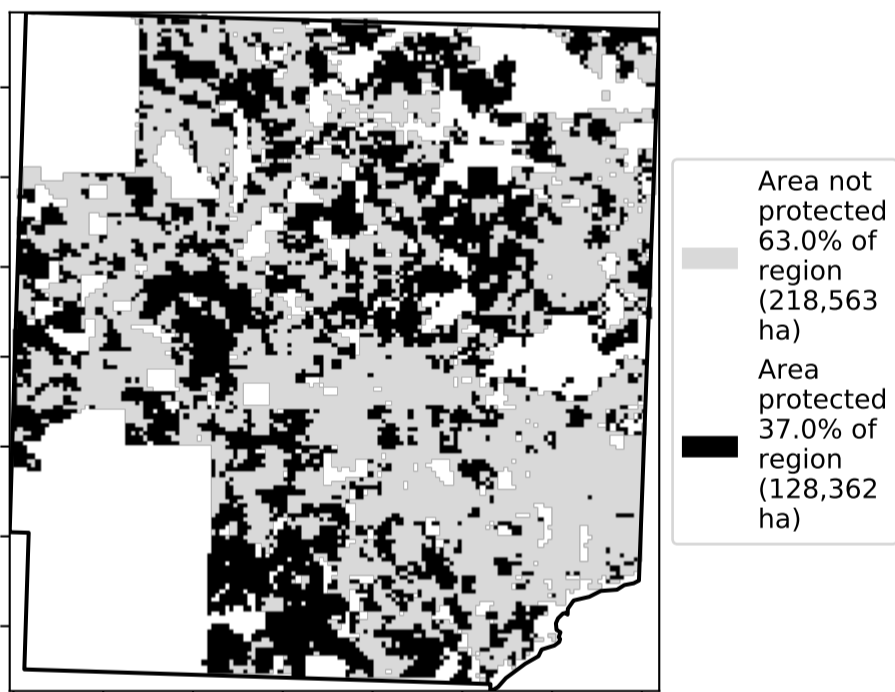 Area not
protected
63.0% of
region
(218,563
ha)
Area
protected
37.0% of
region
(128,362
ha)